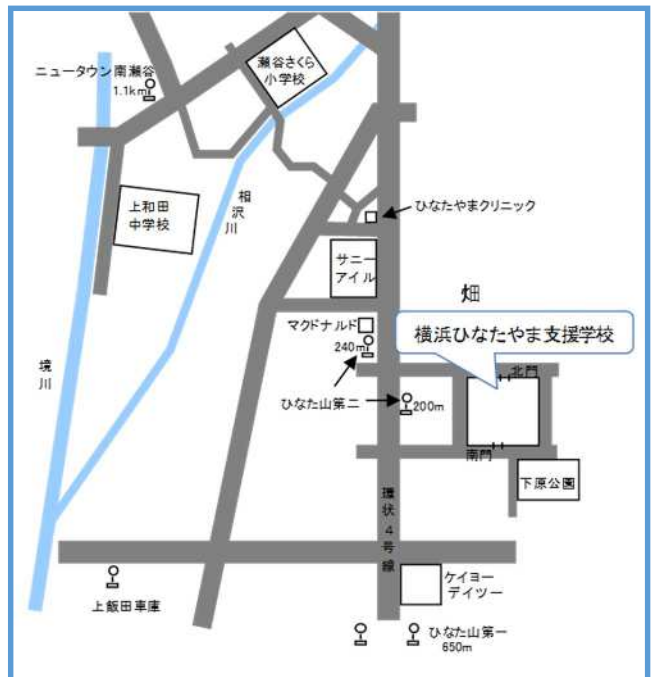 瀬谷さくら
小学校
ニュータウン南瀬谷
1.1km
相沢川
上和田
中学校
ひなたやまクリニック
サニー
アイル
畑
マクドナルド
240m
横浜ひなたやま支援学校
境川
北門
ひなた山第二
200m
南門
下原公園
環状4号線
ケイヨー
デイツー
上飯田車庫
ひなた山第一
650m